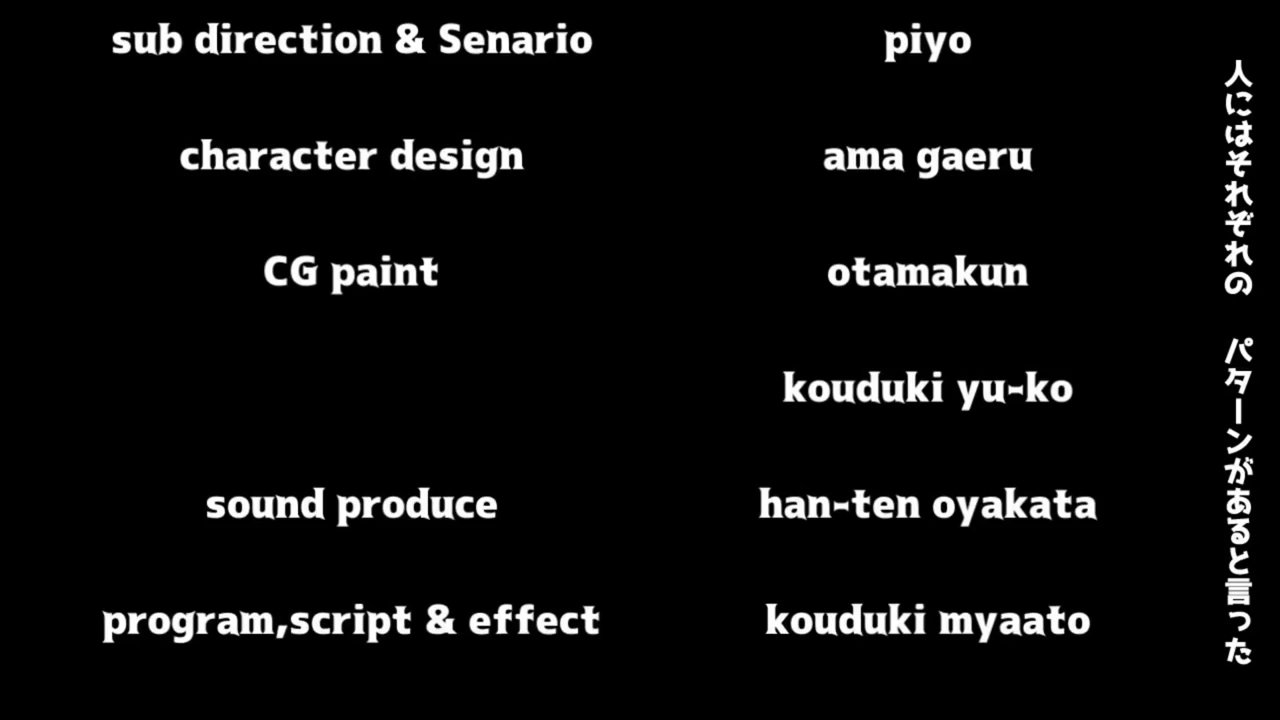 sub direction & Senario piyo
character design ama gaeru
CG paint otamakun
kouduki yu-ko
sound produce han-ten oyakata
program,script & effect kouduki myaato
人にはそれぞれの パターンがあると言った